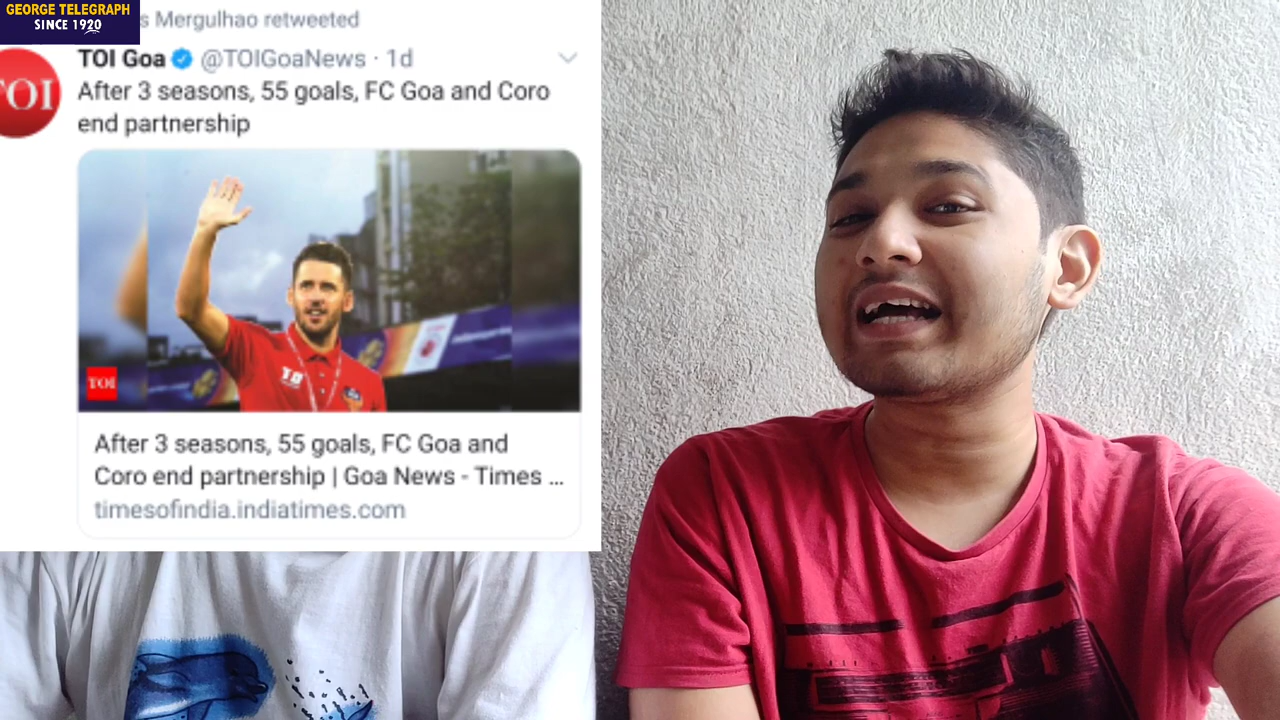 GEORGE TELEGRAPH
SINCE 1920
s Mergulhao retweeted
TOI Goa @TOIGoaNews · 1d
TOI
After 3 seasons, 55 goals, FC Goa and Coro
end partnership
TOI
After 3 seasons, 55 goals, FC Goa and
Coro end partnership | Goa News - Times ...
timesofindia.indiatimes.com